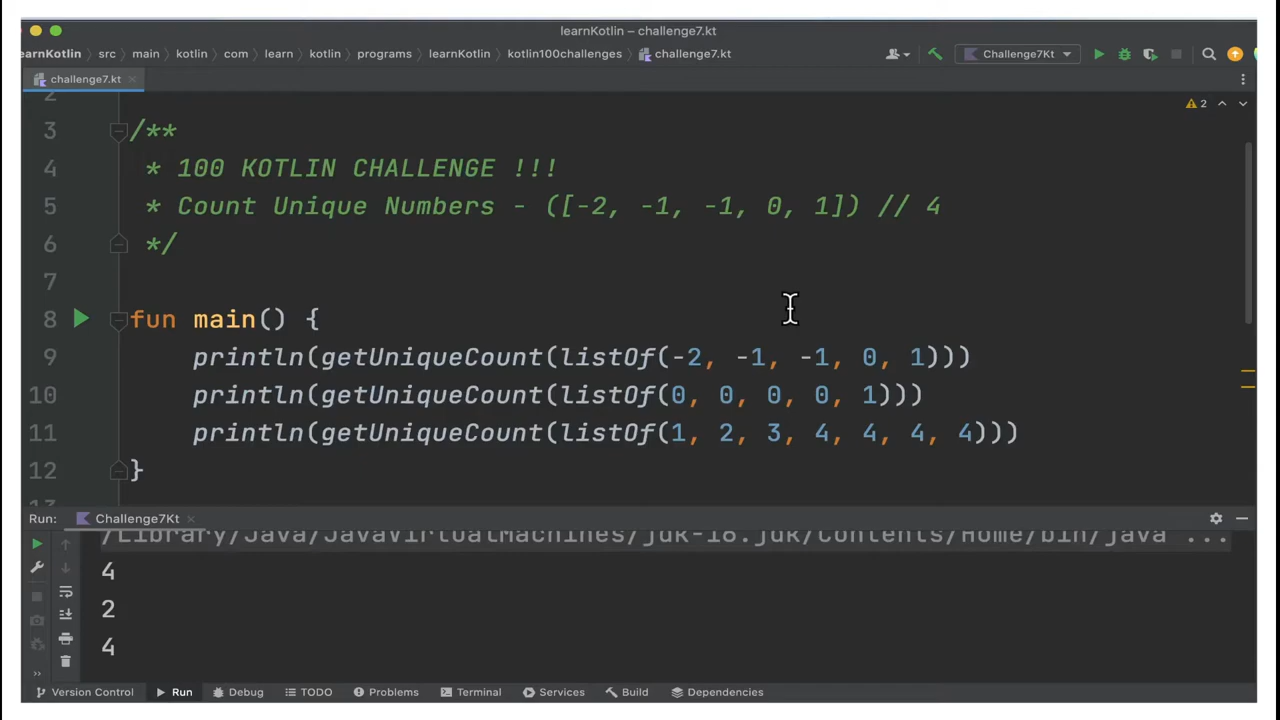 learnKotlin – challenge7.kt
earnKotlin src main kotlin com learn kotlin programs learnKotlin kotlin100challenges challenge7.kt Challenge7Kt
challenge7.kt
2
2
3 /**
4 * 100 KOTLIN CHALLENGE !!!
5 * Count Unique Numbers - ([-2, -1, -1, 0, 1]) // 4
6 */
7
8 fun main() {
9 println(getUniqueCount(listOf(-2, -1, -1, 0, 1)))
10 println(getUniqueCount(listOf(0, 0, 0, 0, 1)))
11 println(getUniqueCount(listOf(1, 2, 3, 4, 4, 4, 4)))
12 }
13
Run: Challenge7Kt
/Library/Java/JavaVirtualMachines/jdk-18.jdk/Contents/Home/bin/java ...
4
2
4
Version Control Run Debug TODO Problems Terminal Services Build Dependencies